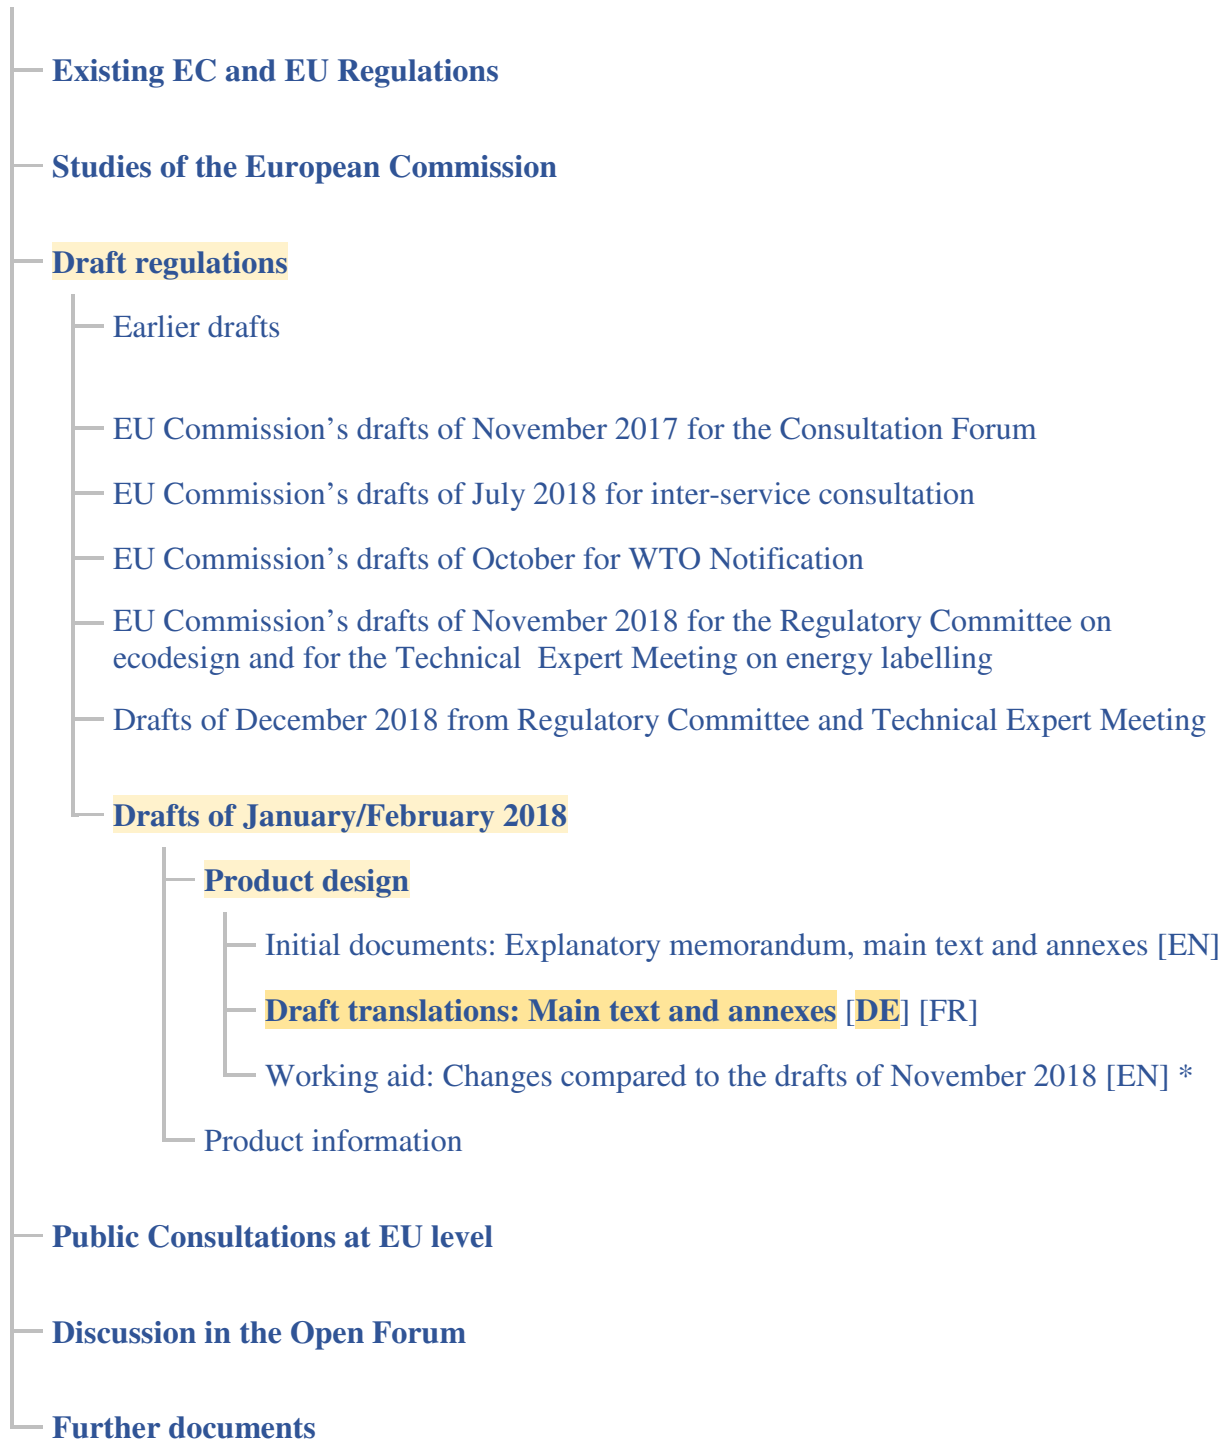 Existing EC and EU Regulations
Studies of the European Commission
Draft regulations
Earlier drafts
EU Commission’s drafts of November 2017 for the Consultation Forum
EU Commission’s drafts of July 2018 for inter-service consultation
EU Commission’s drafts of October for WTO Notification
EU Commission’s drafts of November 2018 for the Regulatory Committee on
ecodesign and for the Technical Expert Meeting on energy labelling
Drafts of December 2018 from Regulatory Committee and Technical Expert Meeting
Drafts of January/February 2018
Product design
Initial documents: Explanatory memorandum, main text and annexes [EN]
Draft translations: Main text and annexes [DE] [FR]
Working aid: Changes compared to the drafts of November 2018 [EN] *
Product information
Public Consultations at EU level
Discussion in the Open Forum
Further documents